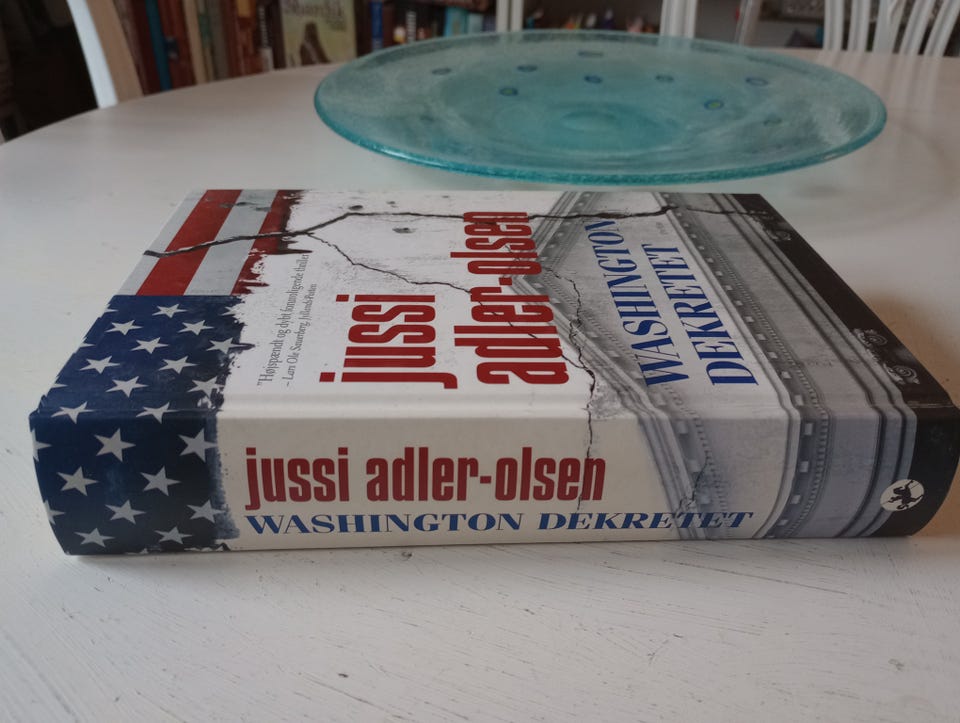 "Højspændt og dybt foruroligende thriller"
– Lars Ole Sauerberg, Jyllands-Posten
jussi
adler-olsen
WASHINGTON
DEKRETET
jussi adler-olsen
WASHINGTON DEKRETET